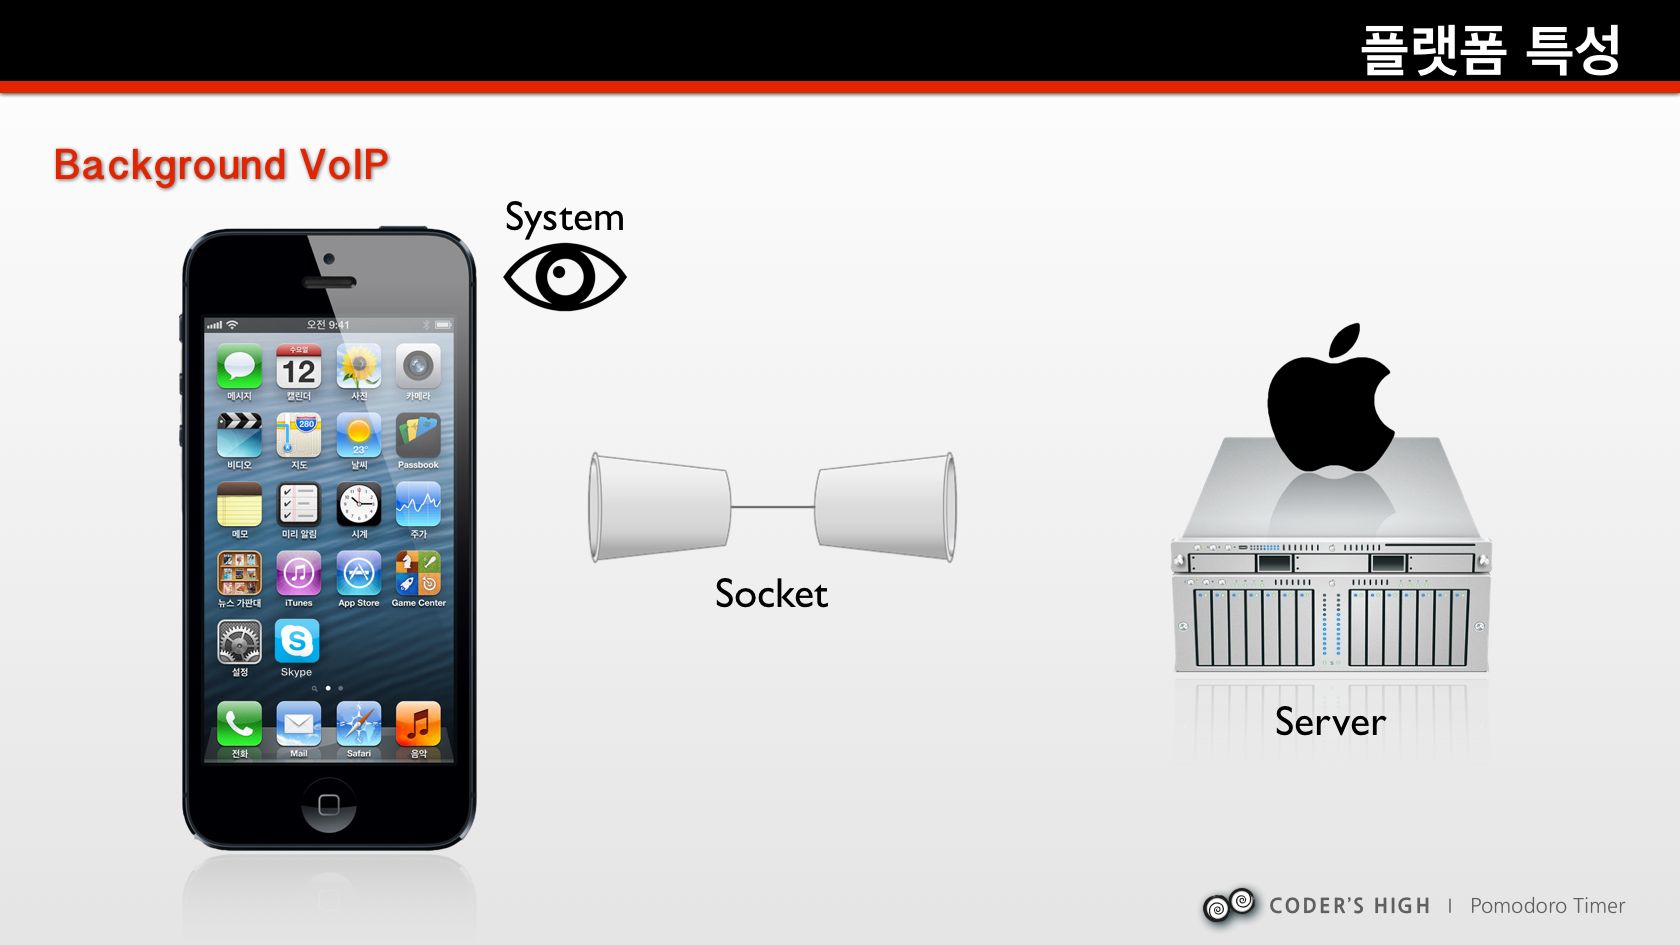 플랫폼 특성
Background VoIP
System
오전 9:41
수요일
12
메시지 캘린더 사진 카메라
280
23°
비디오 지도 날씨 Passbook
메모 미리 알림 시계 주가
뉴스 가판대 iTunes App Store Game Center
설정 Skype
전화 Mail Safari 음악
Socket
Server
CODER'S HIGH | Pomodoro Timer